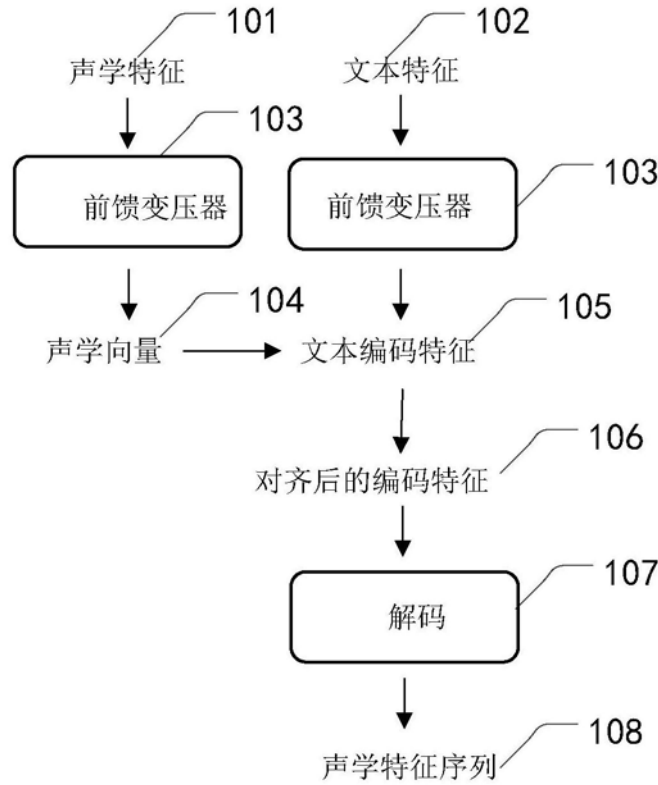 101
102
声学特征
文本特征
103
103
前馈变压器
前馈变压器
104
105
声学向量
文本编码特征
106
对齐后的编码特征
107
解码
108
声学特征序列